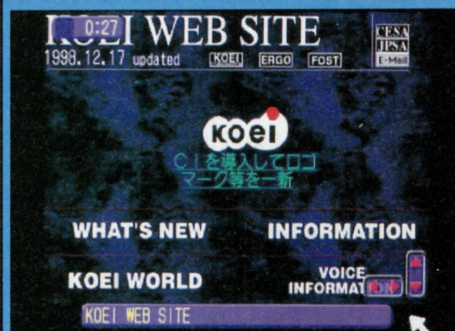 0:27
KOEI WEB SITE
CESA
JPSA
E-Mail
1998.12.17 updated
KOEI
ERGO
FOST
KOEI
CIを導入してロゴ
マーク等を一新
WHAT'S NEW
INFORMATION
KOEI WORLD
VOICE
INFORMATION
KOEI WEB SITE